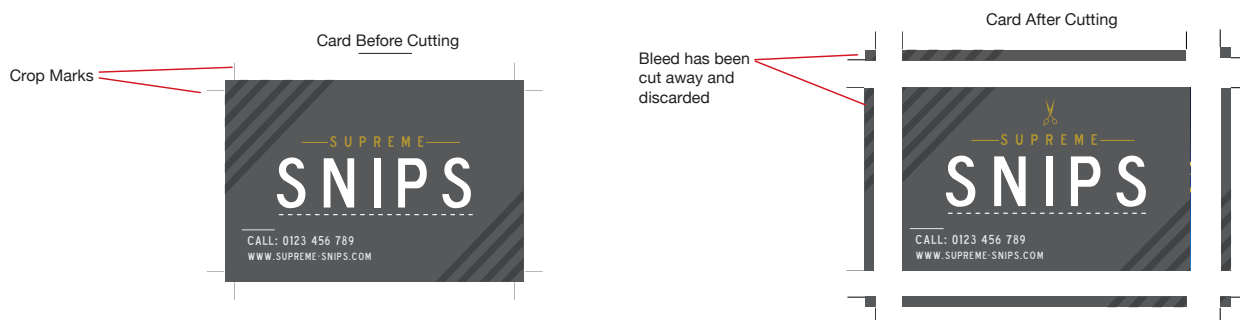 Card Before Cutting
Crop Marks
SUPREME
SNIPS
CALL: 0123 456 789
WWW.SUPREME-SNIPS.COM
Card After Cutting
Bleed has been
cut away and
discarded
SUPREME
SNIPS
CALL: 0123 456 789
WWW.SUPREME-SNIPS.COM